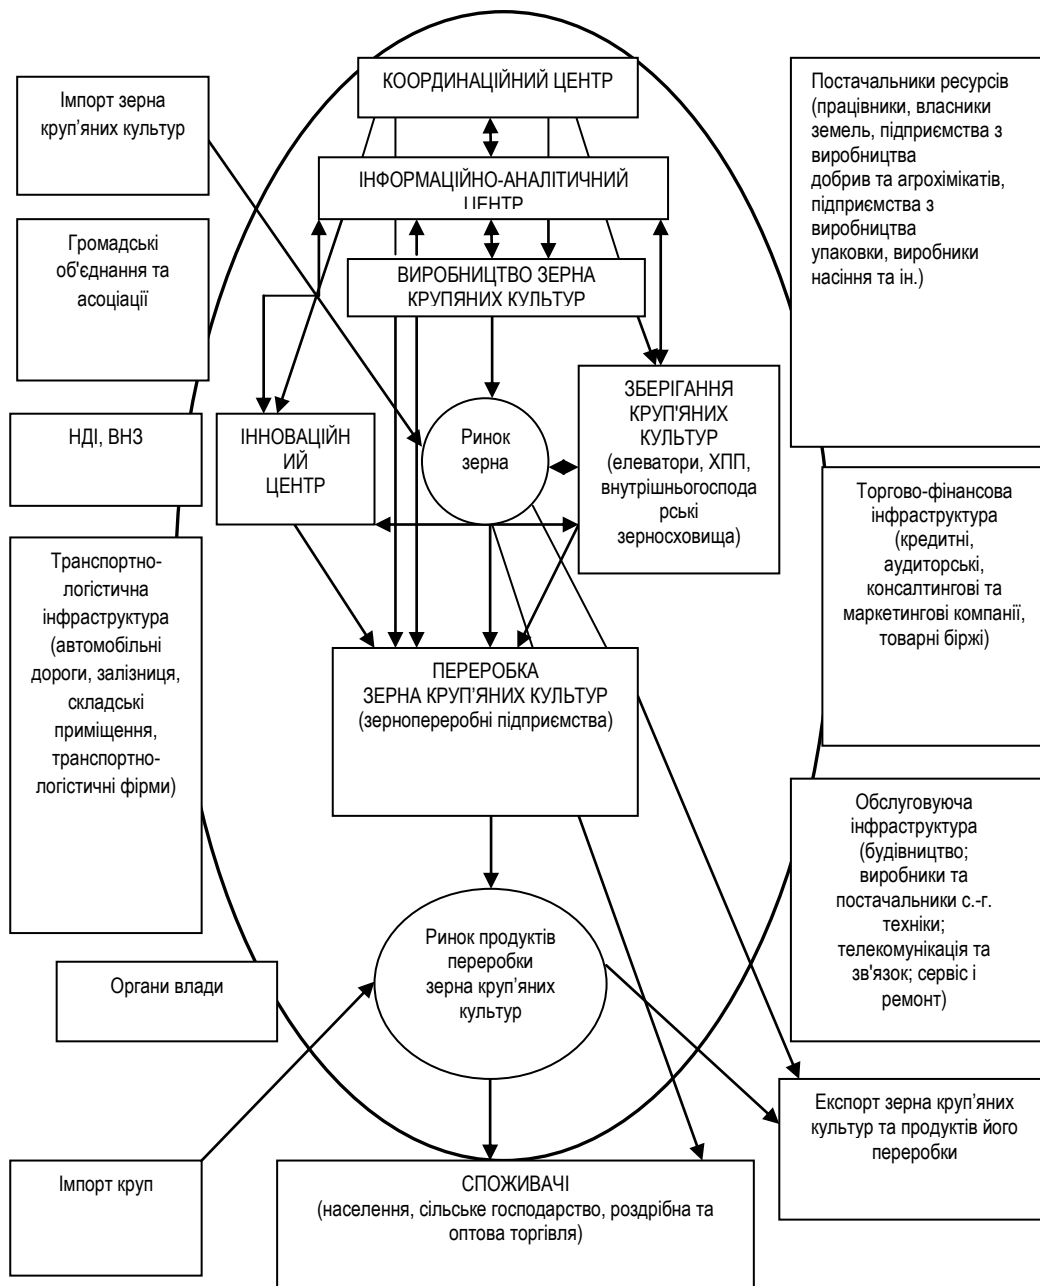 КООРДИНАЦІЙНИЙ ЦЕНТР
Імпорт зерна
круп’яних культур
Постачальники ресурсів
(працівники, власники
земель, підприємства з
виробництва
добрив та агрохімікатів,
підприємства з
виробництва
упаковки, виробники
насіння та ін.)
ІНФОРМАЦІЙНО-АНАЛІТИЧНИЙ
ЦЕНТР
Громадські
об'єднання та
асоціації
ВИРОБНИЦТВО ЗЕРНА
КРУПЯНИХ КУЛЬТУР
НДІ, ВНЗ
ІННОВАЦІЙН
ИЙ
ЦЕНТР
Ринок
зерна
ЗБЕРІГАННЯ
КРУП'ЯНИХ
КУЛЬТУР
(елеватори, ХПП,
внутрішньогоспода
рські
зерносховища)
Торгово-фінансова
інфраструктура
(кредитні,
аудиторські,
консалтингові та
маркетингові компанії,
товарні біржі)
Транспортно-
логістична
інфраструктура
(автомобільні
дороги, залізниця,
складські
приміщення,
транспортно-
логістичні фірми)
ПЕРЕРОБКА
ЗЕРНА КРУП’ЯНИХ КУЛЬТУР
(зернопереробні підприємства)
Обслуговуюча
інфраструктура
(будівництво;
виробники та
постачальники с.-г.
техніки;
телекомунікація та
зв'язок; сервіс і
ремонт)
Ринок продуктів
переробки
зерна круп’яних
культур
Органи влади
Експорт зерна круп’яних
культур та продуктів його
переробки
Імпорт круп
СПОЖИВАЧІ
(населення, сільське господарство, роздрібна та
оптова торгівля)